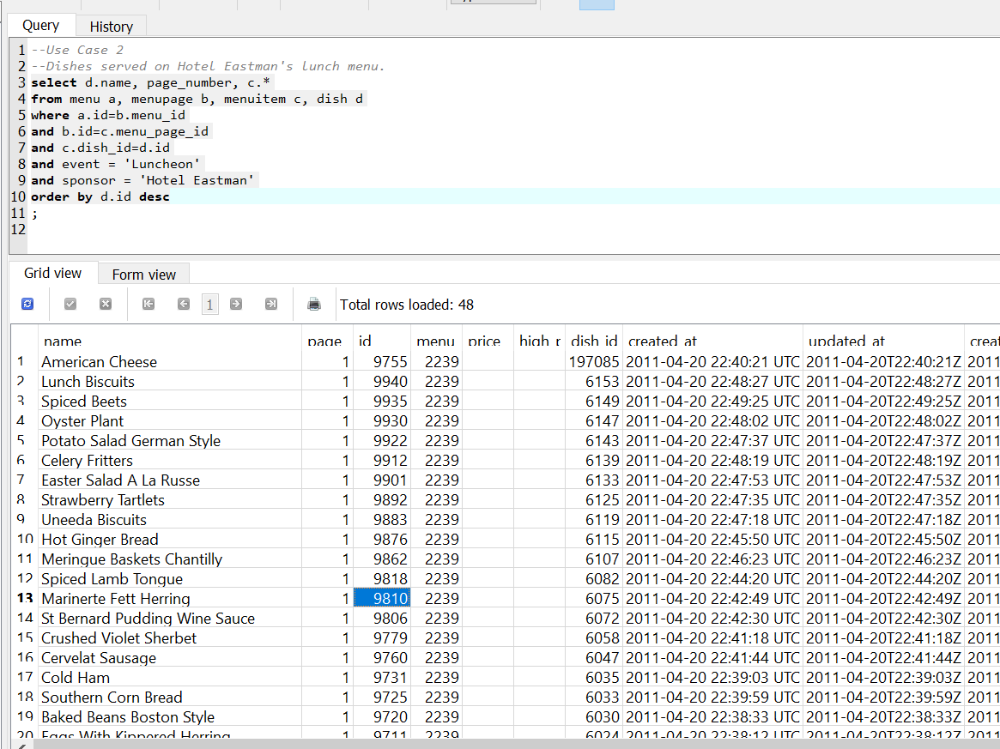 Query History
1 --Use Case 2
2 --Dishes served on Hotel Eastman's lunch menu.
3 select d.name, page_number, c.*
4 from menu a, menupage b, menuitem c, dish d
5 where a.id=b.menu_id
6 and b.id=c.menu_page_id
7 and c.dish_id=d.id
8 and event = 'Luncheon'
9 and sponsor = 'Hotel Eastman'
10 order by d.id desc
11 ;
12
Grid view Form view
1 Total rows loaded: 48
name page id menu price high dish_id created_at updated_at
1 American Cheese 1 9755 2239 197085 2011-04-20 22:40:21 UTC 2011-04-20T22:40:21Z 2011
2 Lunch Biscuits 1 9940 2239 6153 2011-04-20 22:48:27 UTC 2011-04-20T22:48:27Z 2011
3 Spiced Beets 1 9935 2239 6149 2011-04-20 22:49:25 UTC 2011-04-20T22:49:25Z 2011
4 Oyster Plant 1 9930 2239 6147 2011-04-20 22:48:02 UTC 2011-04-20T22:48:02Z 2011
5 Potato Salad German Style 1 9922 2239 6143 2011-04-20 22:47:37 UTC 2011-04-20T22:47:37Z 2011
6 Celery Fritters 1 9912 2239 6139 2011-04-20 22:48:19 UTC 2011-04-20T22:48:19Z 2011
7 Easter Salad A La Russe 1 9901 2239 6133 2011-04-20 22:47:53 UTC 2011-04-20T22:47:53Z 2011
8 Strawberry Tartlets 1 9892 2239 6125 2011-04-20 22:47:35 UTC 2011-04-20T22:47:35Z 2011
9 Uneeda Biscuits 1 9883 2239 6119 2011-04-20 22:47:18 UTC 2011-04-20T22:47:18Z 2011
10 Hot Ginger Bread 1 9876 2239 6115 2011-04-20 22:45:50 UTC 2011-04-20T22:45:50Z 2011
11 Meringue Baskets Chantilly 1 9862 2239 6107 2011-04-20 22:46:23 UTC 2011-04-20T22:46:23Z 2011
12 Spiced Lamb Tongue 1 9818 2239 6082 2011-04-20 22:44:20 UTC 2011-04-20T22:44:20Z 2011
13 Marinerte Fett Herring 1 9810 2239 6075 2011-04-20 22:42:49 UTC 2011-04-20T22:42:49Z 2011
14 St Bernard Pudding Wine Sauce 1 9806 2239 6072 2011-04-20 22:42:30 UTC 2011-04-20T22:42:30Z 2011
15 Crushed Violet Sherbet 1 9779 2239 6058 2011-04-20 22:41:18 UTC 2011-04-20T22:41:18Z 2011
16 Cervelat Sausage 1 9760 2239 6047 2011-04-20 22:41:44 UTC 2011-04-20T22:41:44Z 2011
17 Cold Ham 1 9731 2239 6035 2011-04-20 22:39:03 UTC 2011-04-20T22:39:03Z 2011
18 Southern Corn Bread 1 9725 2239 6033 2011-04-20 22:39:59 UTC 2011-04-20T22:39:59Z 2011
19 Baked Beans Boston Style 1 9720 2239 6030 2011-04-20 22:38:33 UTC 2011-04-20T22:38:33Z 2011
20 Eggs With Kippered Herring 1 9711 2239 6024 2011-04-20 22:38:12 UTC 2011-04-20T22:38:12Z 2011